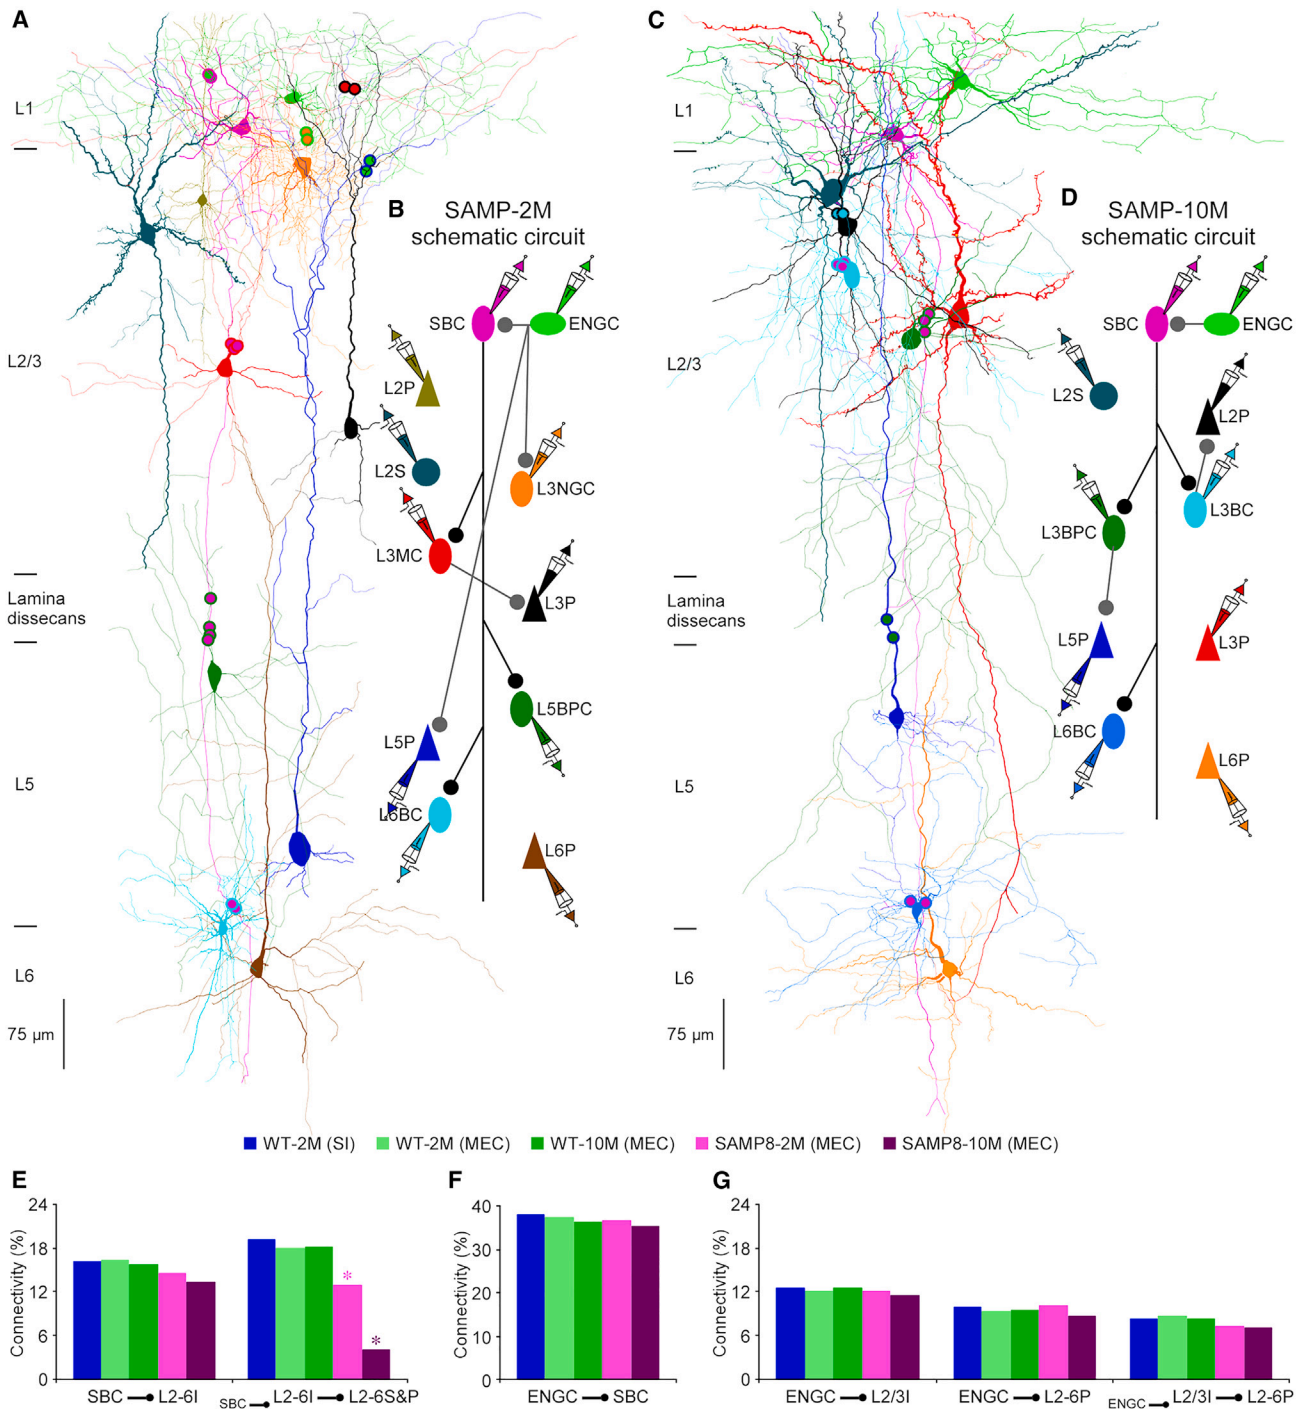 A
L1
L2/3
Lamina
dissecans
L5
L6
75 µm
B
SAMP-2M
schematic circuit
SBC
ENGC
L2P
L2S
L3NGC
L3MC
L3P
L5BPC
L5P
L6BC
L6P
C
L1
L2/3
Lamina
dissecans
L5
L6
75 µm
D
SAMP-10M
schematic circuit
SBC
ENGC
L2S
L2P
L3BC
L3BPC
L5P
L3P
L6BC
L6P
WT-2M (SI) WT-2M (MEC) WT-10M (MEC) SAMP8-2M (MEC) SAMP8-10M (MEC)
E
Connectivity (%)
24
18
12
6
0
*
*
SBC L2-6I
SBC L2-6I L2-6S&P
F
Connectivity (%)
40
30
20
10
0
ENGC SBC
G
Connectivity (%)
24
18
12
6
0
ENGC L2/3I
ENGC L2-6P
ENGC L2/3I L2-6P